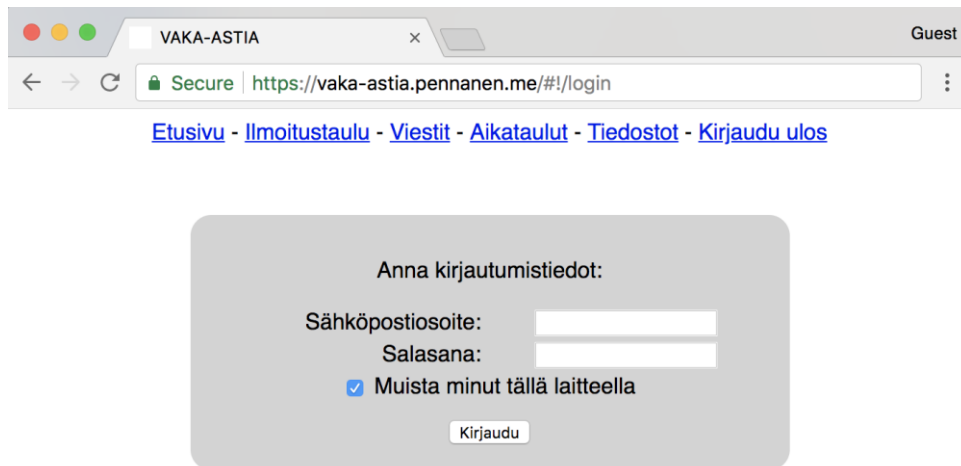 VAKA-ASTIA
Guest
Secure https://vaka-astia.pennanen.me/#!/login
Etusivu - Ilmoitustaulu - Viestit - Aikataulut - Tiedostot - Kirjaudu ulos
Anna kirjautumistiedot:
Sähköpostiosoite:
Salasana:
Muista minut tällä laitteella
Kirjaudu